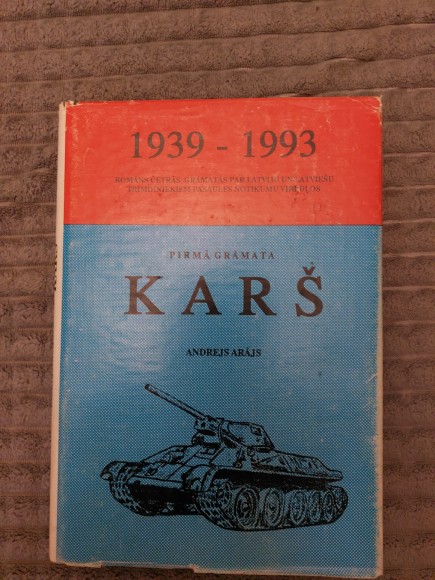 1939 - 1993
ROMĀNS ČETRĀS GRĀMATĀS PAR LATVIJU UN LATVIEŠU
TRIMDINIEKIEM PASAULES NOTIKUMU VIRPUĻOS
PIRMĀ GRĀMATA
KARŠ
ANDREJS ARĀJS